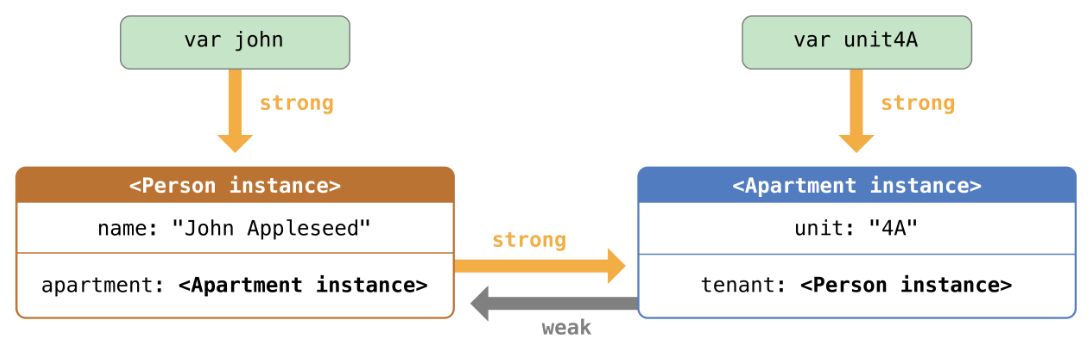 var john
var unit4A
strong
strong
<Person instance>
name: "John Appleseed"
apartment: <Apartment instance>
strong
weak
<Apartment instance>
unit: "4A"
tenant: <Person instance>